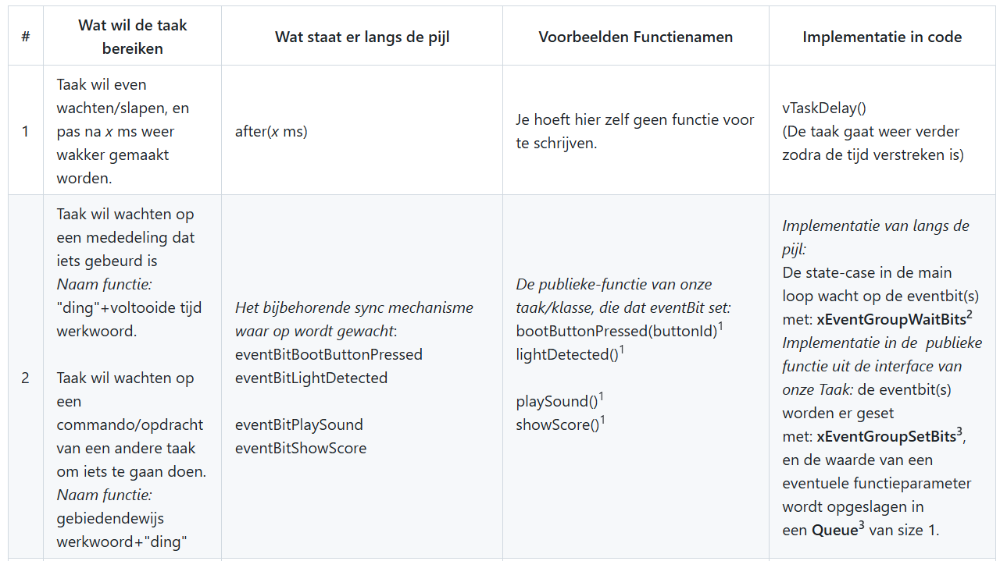 #
Wat wil de taak
bereiken
Wat staat er langs de pijl
Voorbeelden Functienamen
Implementatie in code
1
Taak wil even
wachten/slapen, en
pas na x ms weer
wakker gemaakt
worden.
after(x ms)
Je hoeft hier zelf geen functie voor
te schrijven.
vTaskDelay()
(De taak gaat weer verder
zodra de tijd verstreken is)
2
Taak wil wachten op
een mededeling dat
iets gebeurd is
Naam functie:
"ding"+voltooide tijd
werkwoord.
Taak wil wachten op
een
commando/opdracht
van een andere taak
om iets te gaan doen.
Naam functie:
gebiedendewijs
werkwoord+"ding"
Het bijbehorende sync mechanisme
waar op wordt gewacht:
eventBitBootButtonPressed
eventBitLightDetected
eventBitPlaySound
eventBitShowScore
De publieke-functie van onze
taak/klasse, die dat eventBit set:
bootButtonPressed(buttonId)¹
lightDetected()¹
playSound()¹
showScore()¹
Implementatie van langs de
pijl:
De state-case in de main
loop wacht op de eventbit(s)
met: xEventGroupWaitBits²
Implementatie in de publieke
functie uit de interface van
onze Taak: de eventbit(s)
worden er geset
met: xEventGroupSetBits³,
en de waarde van een
eventuele functieparameter
wordt opgeslagen in
een Queue³ van size 1.